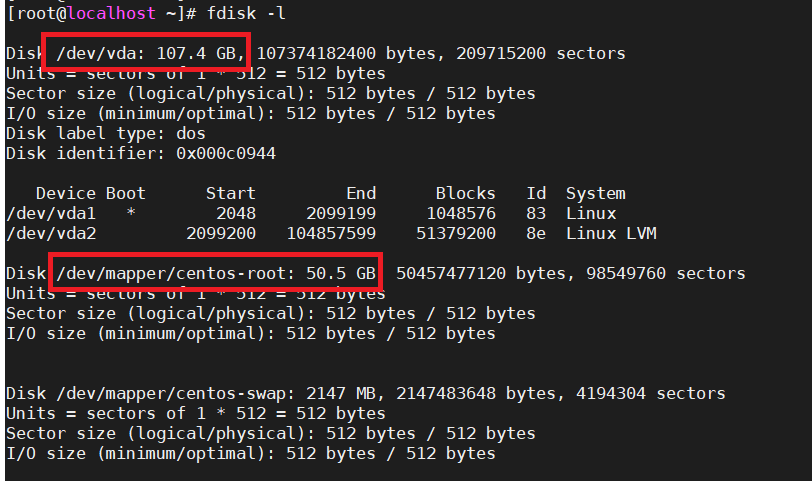 [root@localhost ~]# fdisk -l
Disk /dev/vda: 107.4 GB, 107374182400 bytes, 209715200 sectors
Units = sectors of 1 * 512 = 512 bytes
Sector size (logical/physical): 512 bytes / 512 bytes
I/O size (minimum/optimal): 512 bytes / 512 bytes
Disk label type: dos
Disk identifier: 0x000c0944
Device Boot Start End Blocks Id System
/dev/vda1 * 2048 2099199 1048576 83 Linux
/dev/vda2 2099200 104857599 51379200 8e Linux LVM
Disk /dev/mapper/centos-root: 50.5 GB 50457477120 bytes, 98549760 sectors
Units = sectors of 1 * 512 = 512 bytes
Sector size (logical/physical): 512 bytes / 512 bytes
I/O size (minimum/optimal): 512 bytes / 512 bytes
Disk /dev/mapper/centos-swap: 2147 MB, 2147483648 bytes, 4194304 sectors
Units = sectors of 1 * 512 = 512 bytes
Sector size (logical/physical): 512 bytes / 512 bytes
I/O size (minimum/optimal): 512 bytes / 512 bytes